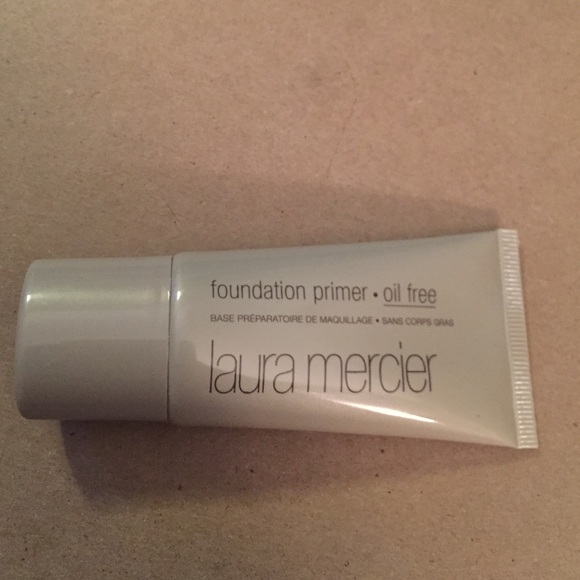 foundation primer • oil free
BASE PRÉPARATOIRE DE MAQUILLAGE • SANS CORPS GRAS
laura mercier